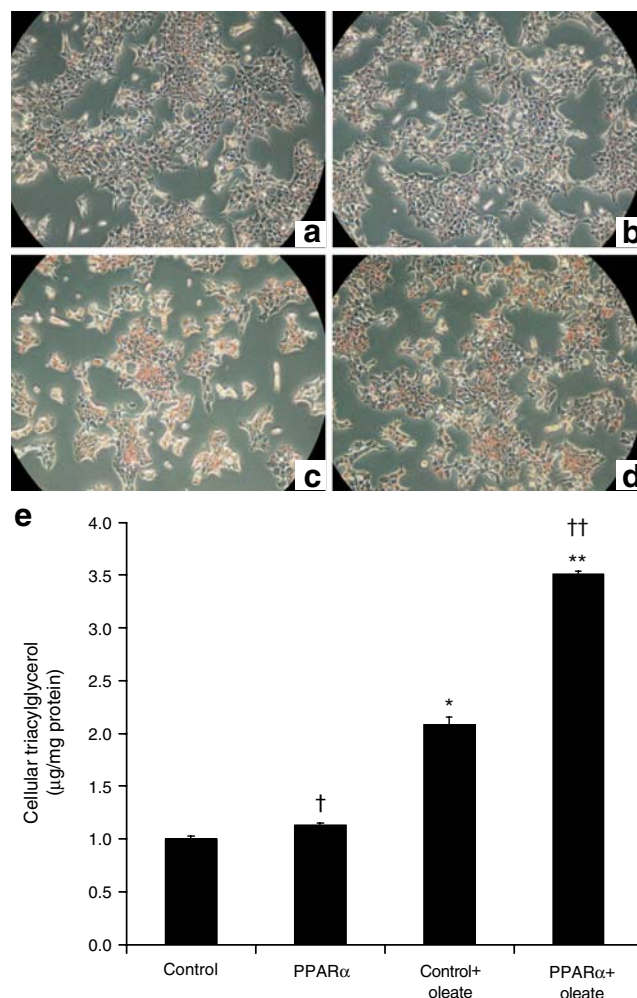 a
b
c
d
e
4.0
3.5
3.0
2.5
2.0
1.5
1.0
0.5
0.0
Cellular triacylglycerol
(μg/mg protein)
†
*
††
**
Control
PPARα
Control+
oleate
PPARα+
oleate